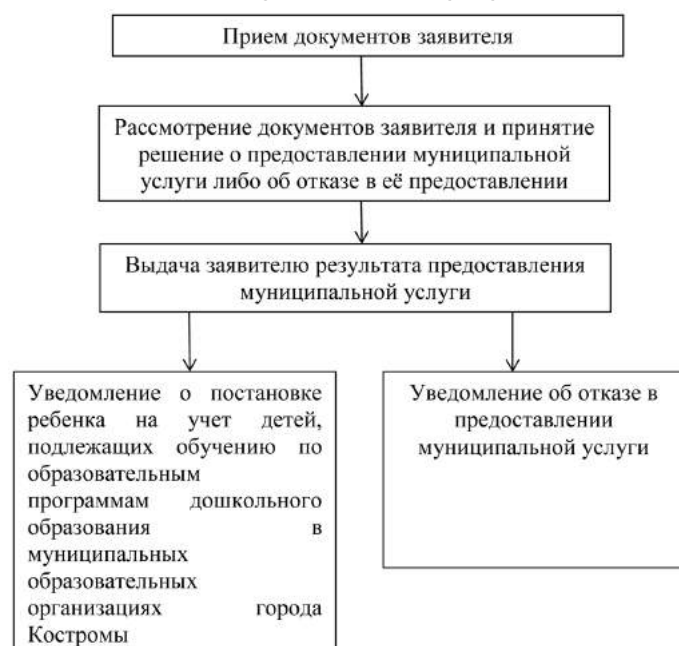 Прием документов заявителя
Рассмотрение документов заявителя и принятие
решение о предоставлении муниципальной
услуги либо об отказе в её предоставлении
Выдача заявителю результата предоставления
муниципальной услуги
Уведомление о постановке
ребенка на учет детей,
подлежащих обучению по
образовательным
программам дошкольного
образования в
муниципальных
образовательных
организациях города
Костромы
Уведомление об отказе в
предоставлении
муниципальной услуги